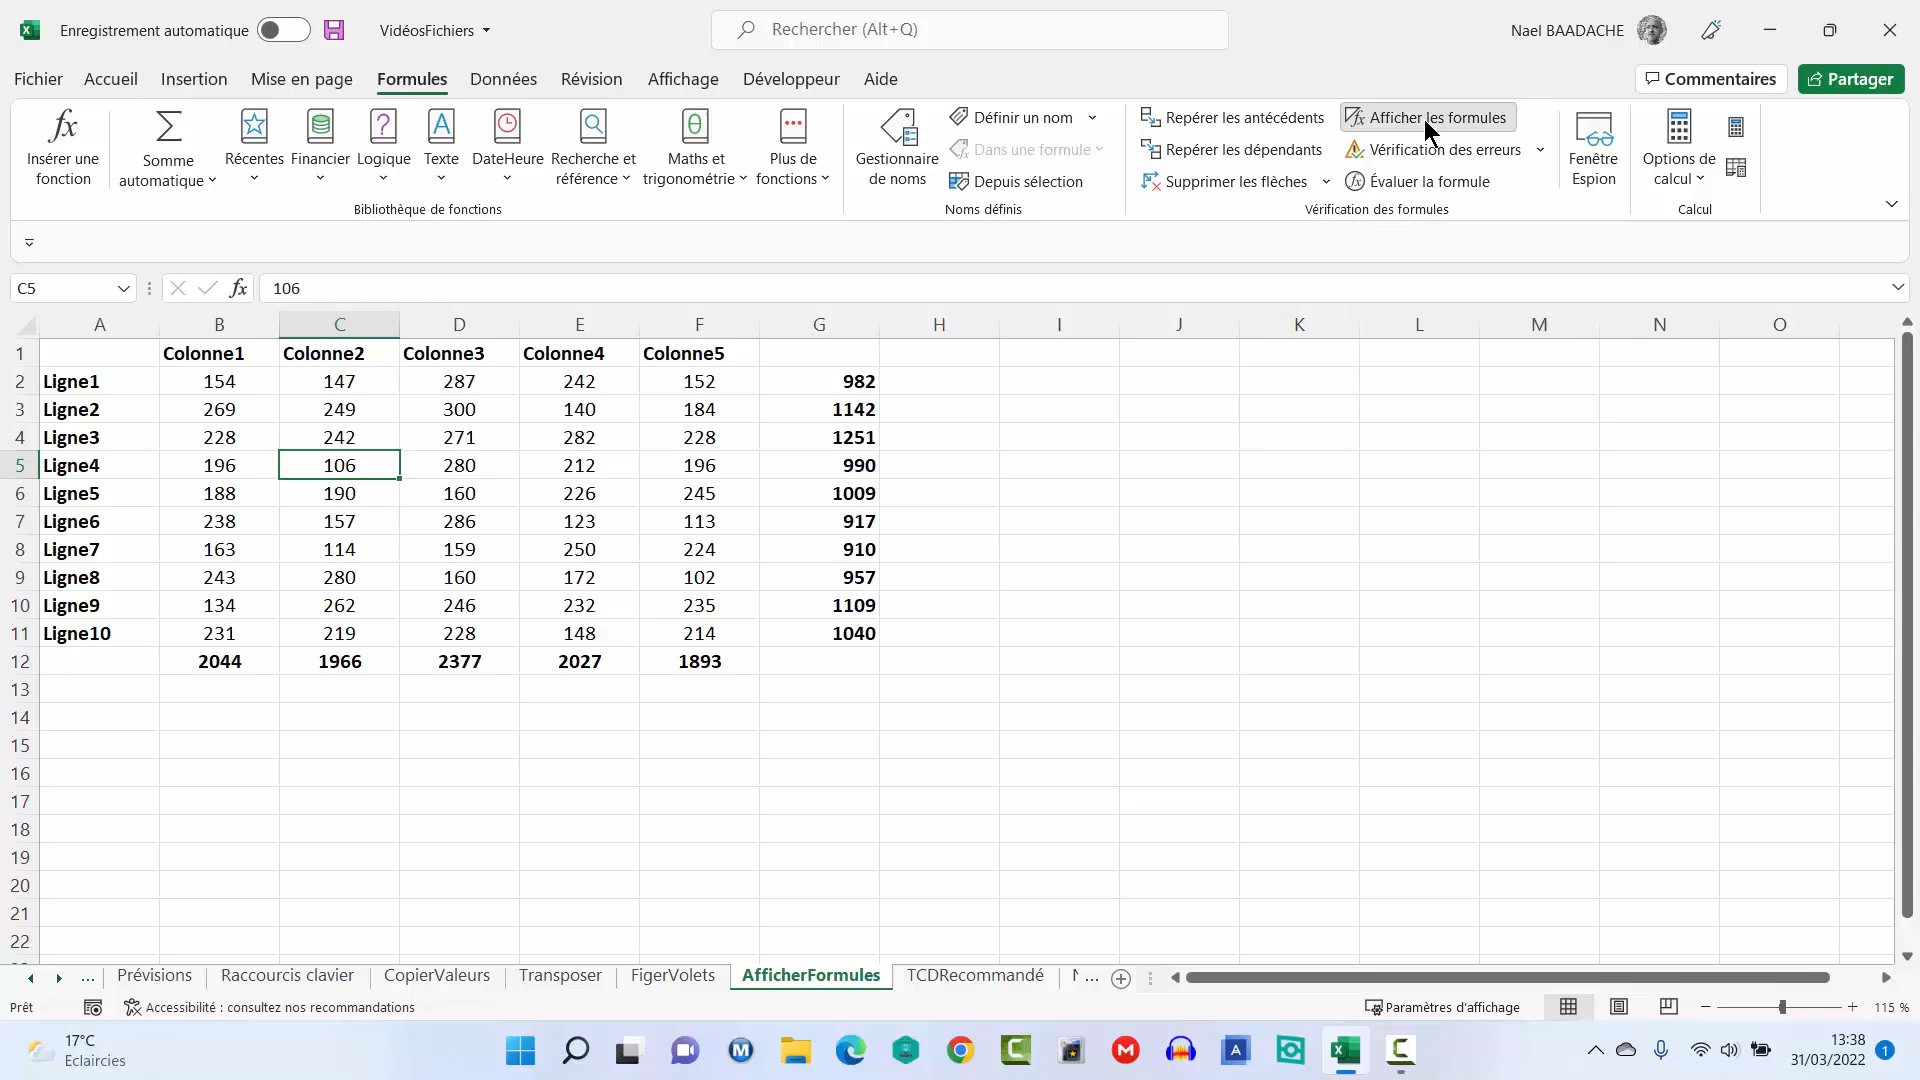 Enregistrement automatique VidéosFichiers Rechercher (Alt+Q) Nael BAADACHE
Fichier Accueil Insertion Mise en page Formules Données Révision Affichage Développeur Aide Commentaires Partager
Insérer une fonction
Somme automatique
Récentes
Financier
Logique
Texte
DateHeure
Recherche et référence
Maths et trigonométrie
Plus de fonctions
Bibliothèque de fonctions
Gestionnaire de noms
Définir un nom
Dans une formule
Depuis sélection
Noms définis
Repérer les antécédents
Repérer les dépendants
Supprimer les flèches
Afficher les formules
Vérification des erreurs
Évaluer la formule
Vérification des formules
Fenêtre Espion
Options de calcul
Calcul
C5 fx 106
A B C D E F G H I J K L M N O
1 Colonne1 Colonne2 Colonne3 Colonne4 Colonne5
2 Ligne1 154 147 287 242 152 982
3 Ligne2 269 249 300 140 184 1142
4 Ligne3 228 242 271 282 228 1251
5 Ligne4 196 106 280 212 196 990
6 Ligne5 188 190 160 226 245 1009
7 Ligne6 238 157 286 123 113 917
8 Ligne7 163 114 159 250 224 910
9 Ligne8 243 280 160 172 102 957
10 Ligne9 134 262 246 232 235 1109
11 Ligne10 231 219 228 148 214 1040
12 2044 1966 2377 2027 1893
13
14
15
16
17
18
19
20
21
22
... Prévisions Raccourcis clavier CopierValeurs Transposer FigerVolets AfficherFormules TCDRecommandé ...
Prêt Accessibilité : consultez nos recommandations Paramètres d'affichage 115 %
17°C
Eclaircies
13:38
31/03/2022
1